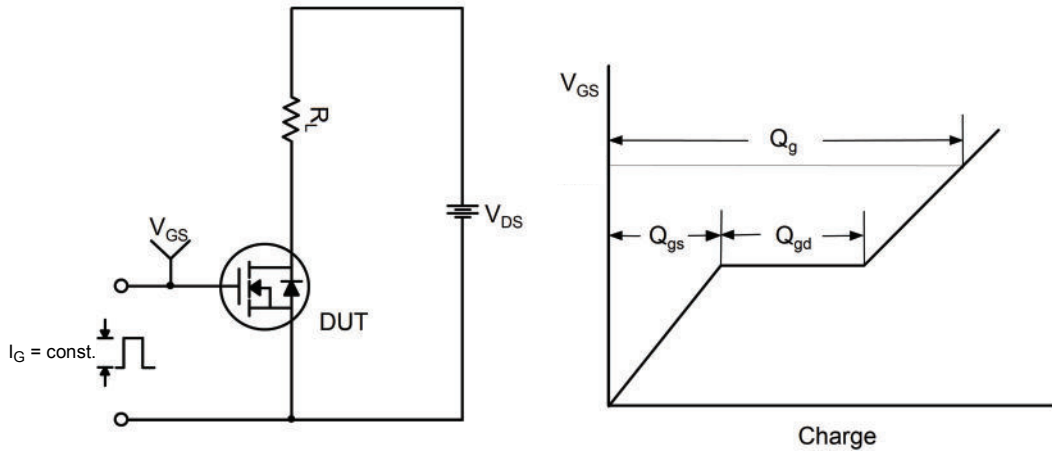 R_L
V_GS
V_DS
DUT
I_G = const.
V_GS
Q_g
Q_gs
Q_gd
Charge